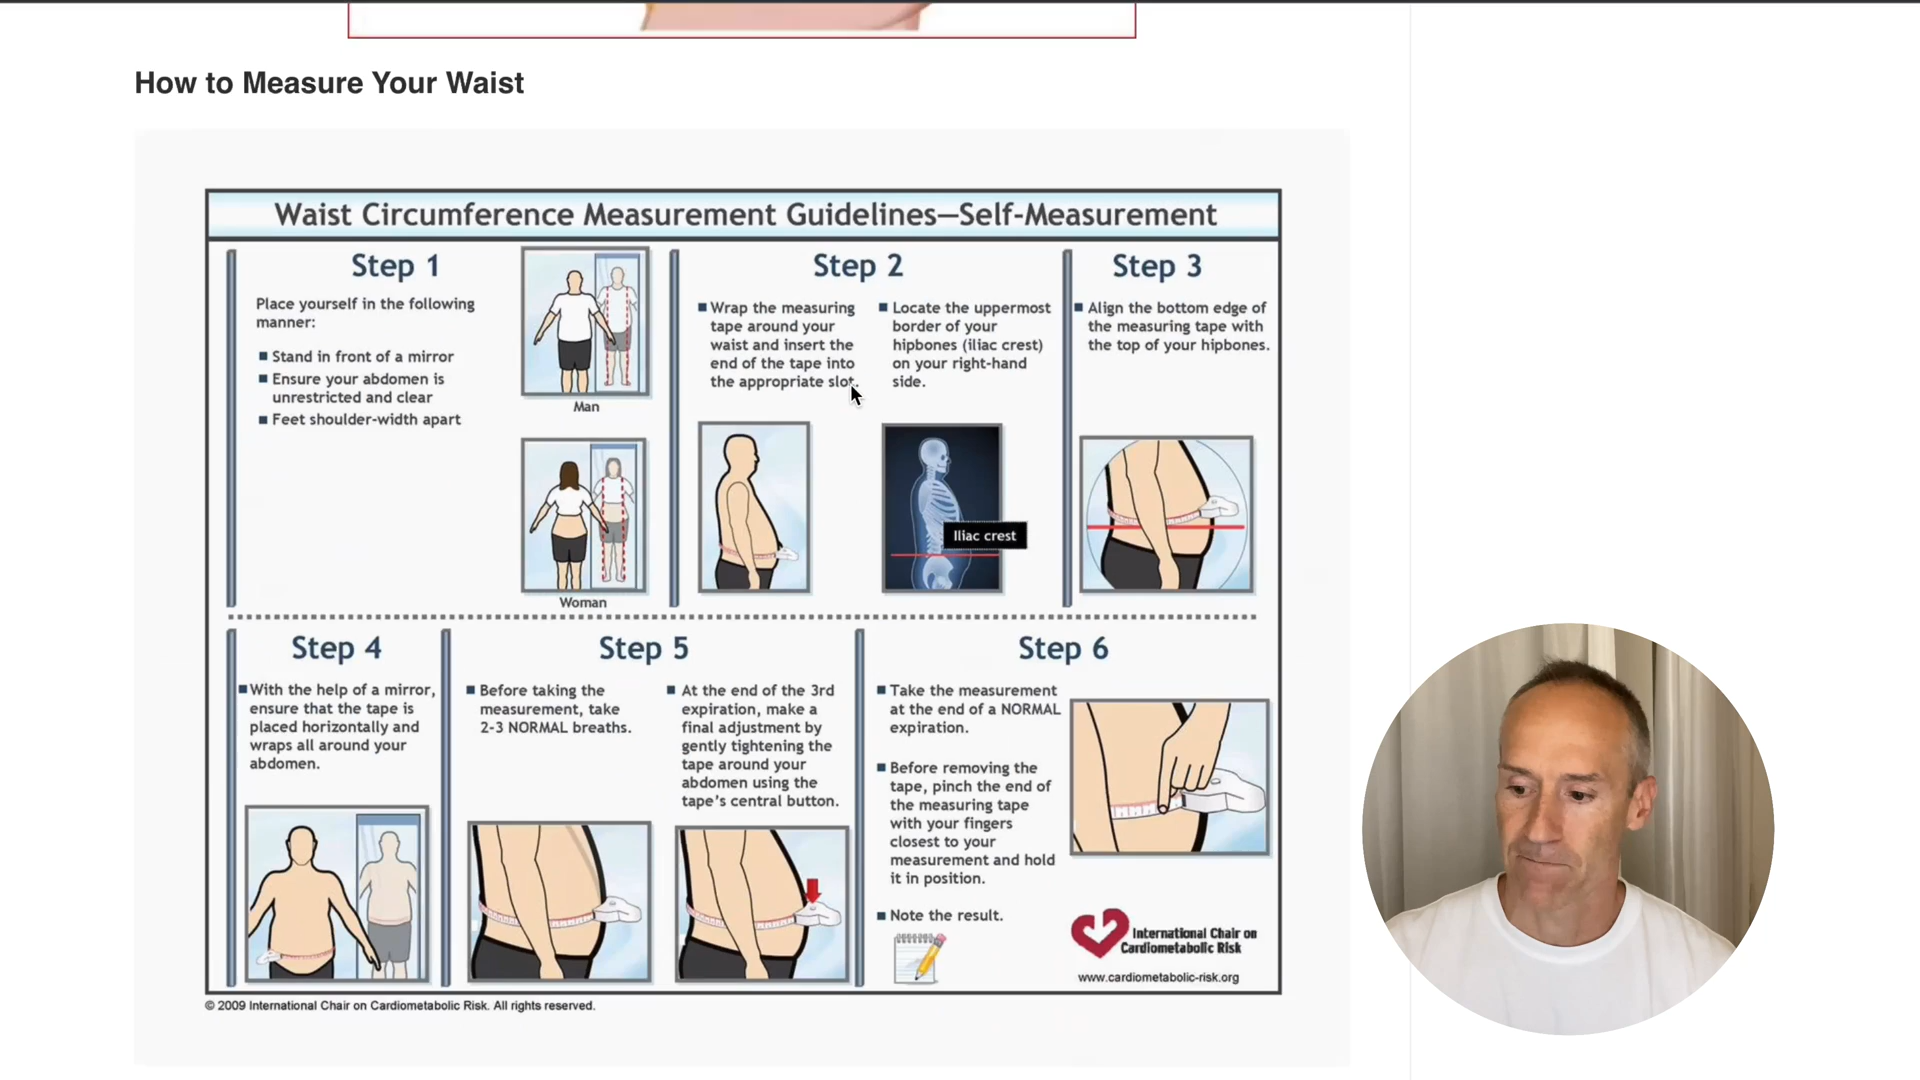 How to Measure Your Waist
Waist Circumference Measurement Guidelines—Self-Measurement
Step 1
Place yourself in the following
manner:
■ Stand in front of a mirror
■ Ensure your abdomen is
unrestricted and clear
■ Feet shoulder-width apart
Man
Woman
Step 2
■ Wrap the measuring
tape around your
waist and insert the
end of the tape into
the appropriate slot.
■ Locate the uppermost
border of your
hipbones (iliac crest)
on your right-hand
side.
Iliac crest
Step 3
■ Align the bottom edge of
the measuring tape with
the top of your hipbones.
Step 4
■ With the help of a mirror,
ensure that the tape is
placed horizontally and
wraps all around your
abdomen.
Step 5
■ Before taking the
measurement, take
2-3 NORMAL breaths.
■ At the end of the 3rd
expiration, make a
final adjustment by
gently tightening the
tape around your
abdomen using the
tape's central button.
Step 6
■ Take the measurement
at the end of a NORMAL
expiration.
■ Before removing the
tape, pinch the end of
the measuring tape
with your fingers
closest to your
measurement and hold
it in position.
■ Note the result.
International Chair on
Cardiometabolic Risk
www.cardiometabolic-risk.org
© 2009 International Chair on Cardiometabolic Risk. All rights reserved.